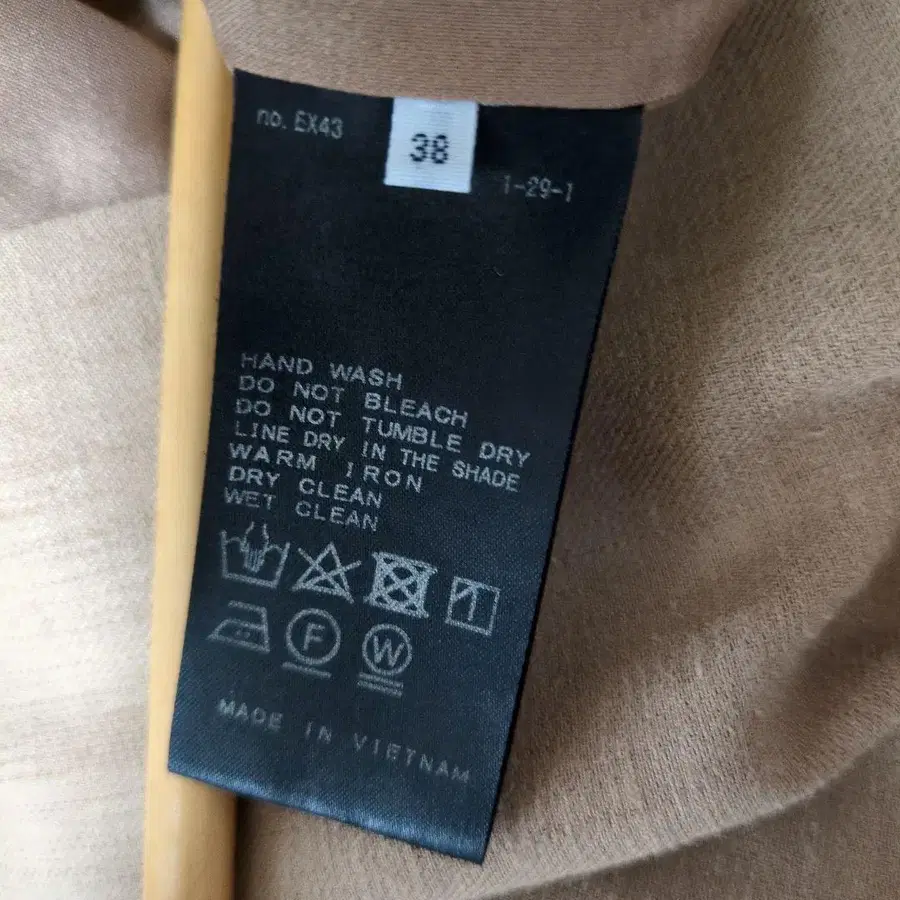 no. EX43
38
1-29-1
HAND WASH
DO NOT BLEACH
DO NOT TUMBLE DRY
LINE DRY IN THE SHADE
WARM IRON
DRY CLEAN
WET CLEAN
F
W
MADE IN VIETNAM